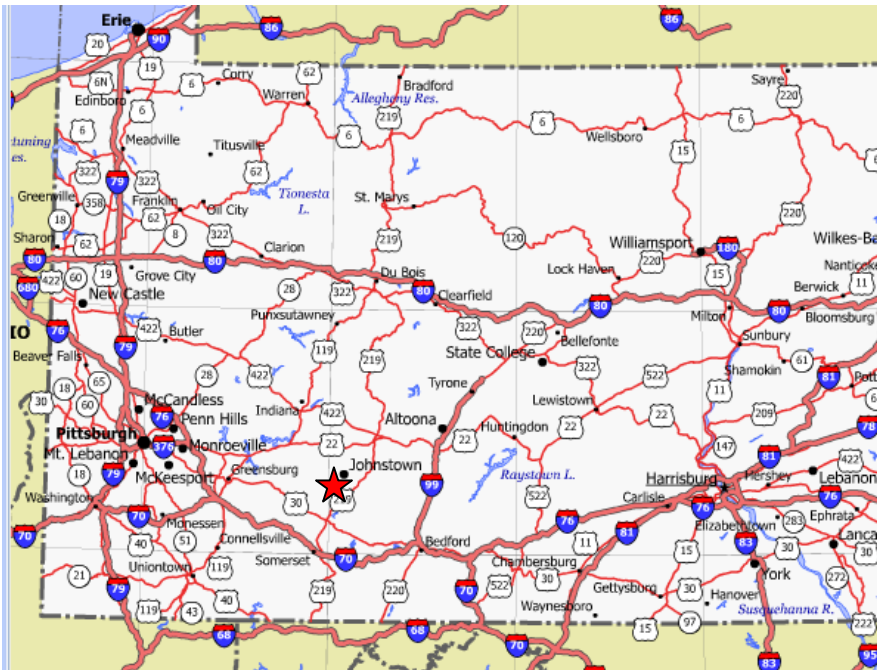 Erie
90
86
86
20
19
Corry
62
Bradford
Sayre
6N
6
Warren
Allegheny Res.
220
Edinboro
6
219
6
6
6
Wellsboro
6
Meadville
Titusville
15
322
79
322
62
Tionesta
L.
Greenville
358
Franklin
Oil City
St. Marys
18
62
220
Sharon
62
8
322
219
120
Williamsport
180
Wilkes-Ba
80
Clarion
220
80
19
Grove City
Du Bois
Lock Haven
15
Nanticoke
680
422
60
28
322
80
Clearfield
Berwick
11
New Castle
80
Milton
80
Bloomsburg
76
Punxsutawney
322
220
Bellefonte
Sunbury
IO
422
Butler
119
219
State College
79
322
Shamokin
61
Beaver Falls
28
422
Tyrone
522
81
18
65
11
Pott
30
60
McCandless
Indiana
422
Lewistown
22
209
76
Penn Hills
Altoona
Huntingdon
78
Pittsburgh
22
22
22
147
376
Monroeville
81
Mt. Lebanon
Johnstown
Raystown L.
422
18
79
McKeesport
Greensburg
99
Harrisburg
Hershey
Lebanon
Washington
30
219
522
Carlisle
76
76
70
70
Monessen
76
Elizabethtown
283
Ephrata
40
51
Connellsville
81
11
83
30
Lanca
Somerset
70
Bedford
15
30
21
Uniontown
119
Chambersburg
York
272
79
219
220
70
522
30
Gettysburg
30
119
40
Waynesboro
Hanover
43
97
Susquehanna R.
68
68
70
15
222
83
95